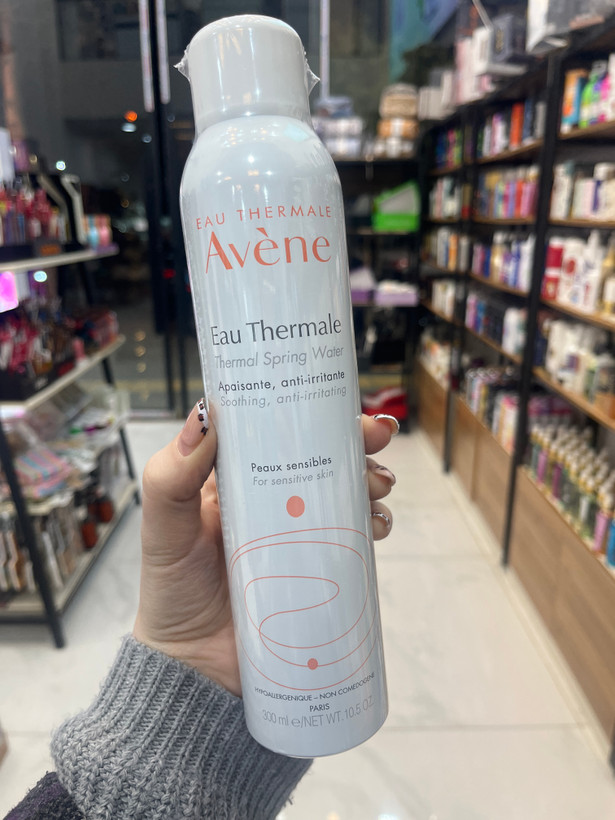 EAU THERMALE
Avène
Eau Thermale
Thermal Spring Water
Apaisante, anti-irritante
Soothing, anti-irritating
Peaux sensibles
For sensitive skin
HYPOALLERGENIQUE – NON COMEDOGENE
PARIS
300 ml e/NET WT. 10.5 OZ.